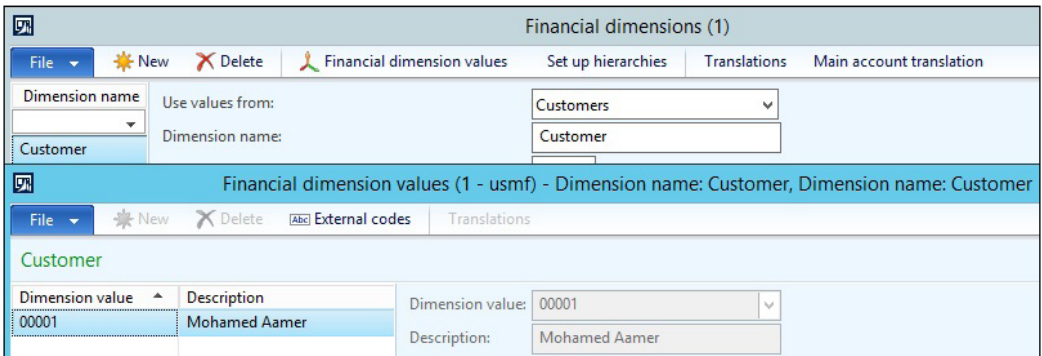 Financial dimensions (1)
File New Delete Financial dimension values Set up hierarchies Translations Main account translation
Dimension name Use values from: Customers
Dimension name: Customer
Customer
Financial dimension values (1 - usmf) - Dimension name: Customer, Dimension name: Customer
File New Delete Abc External codes Translations
Customer
Dimension value Description Dimension value: 00001
00001 Mohamed Aamer
Description: Mohamed Aamer